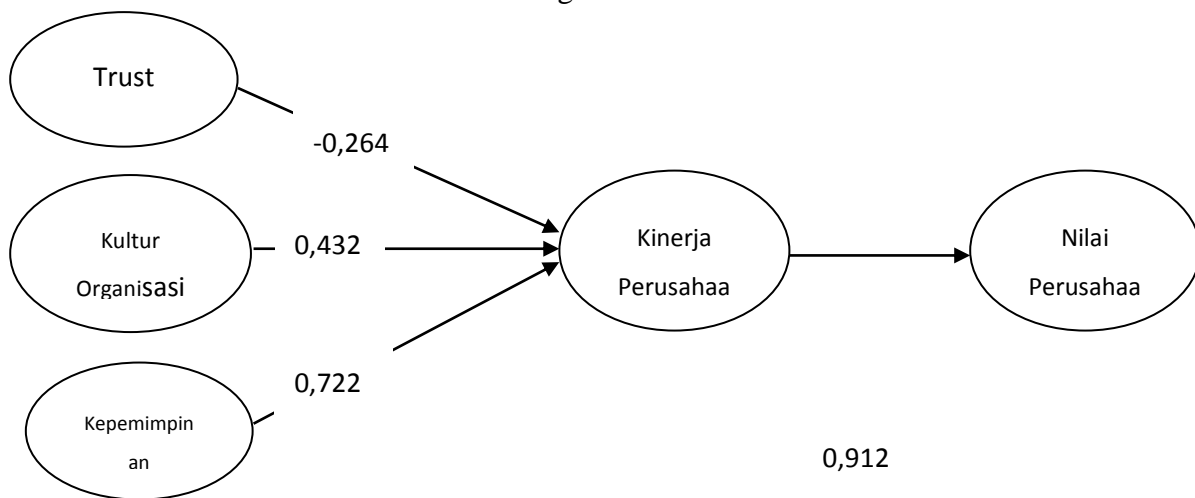 Trust
-0,264
Kultur
Organisasi
0,432
Kinerja
Perusahaa
Nilai
Perusahaa
0,722
Kepemimpin
an
0,912